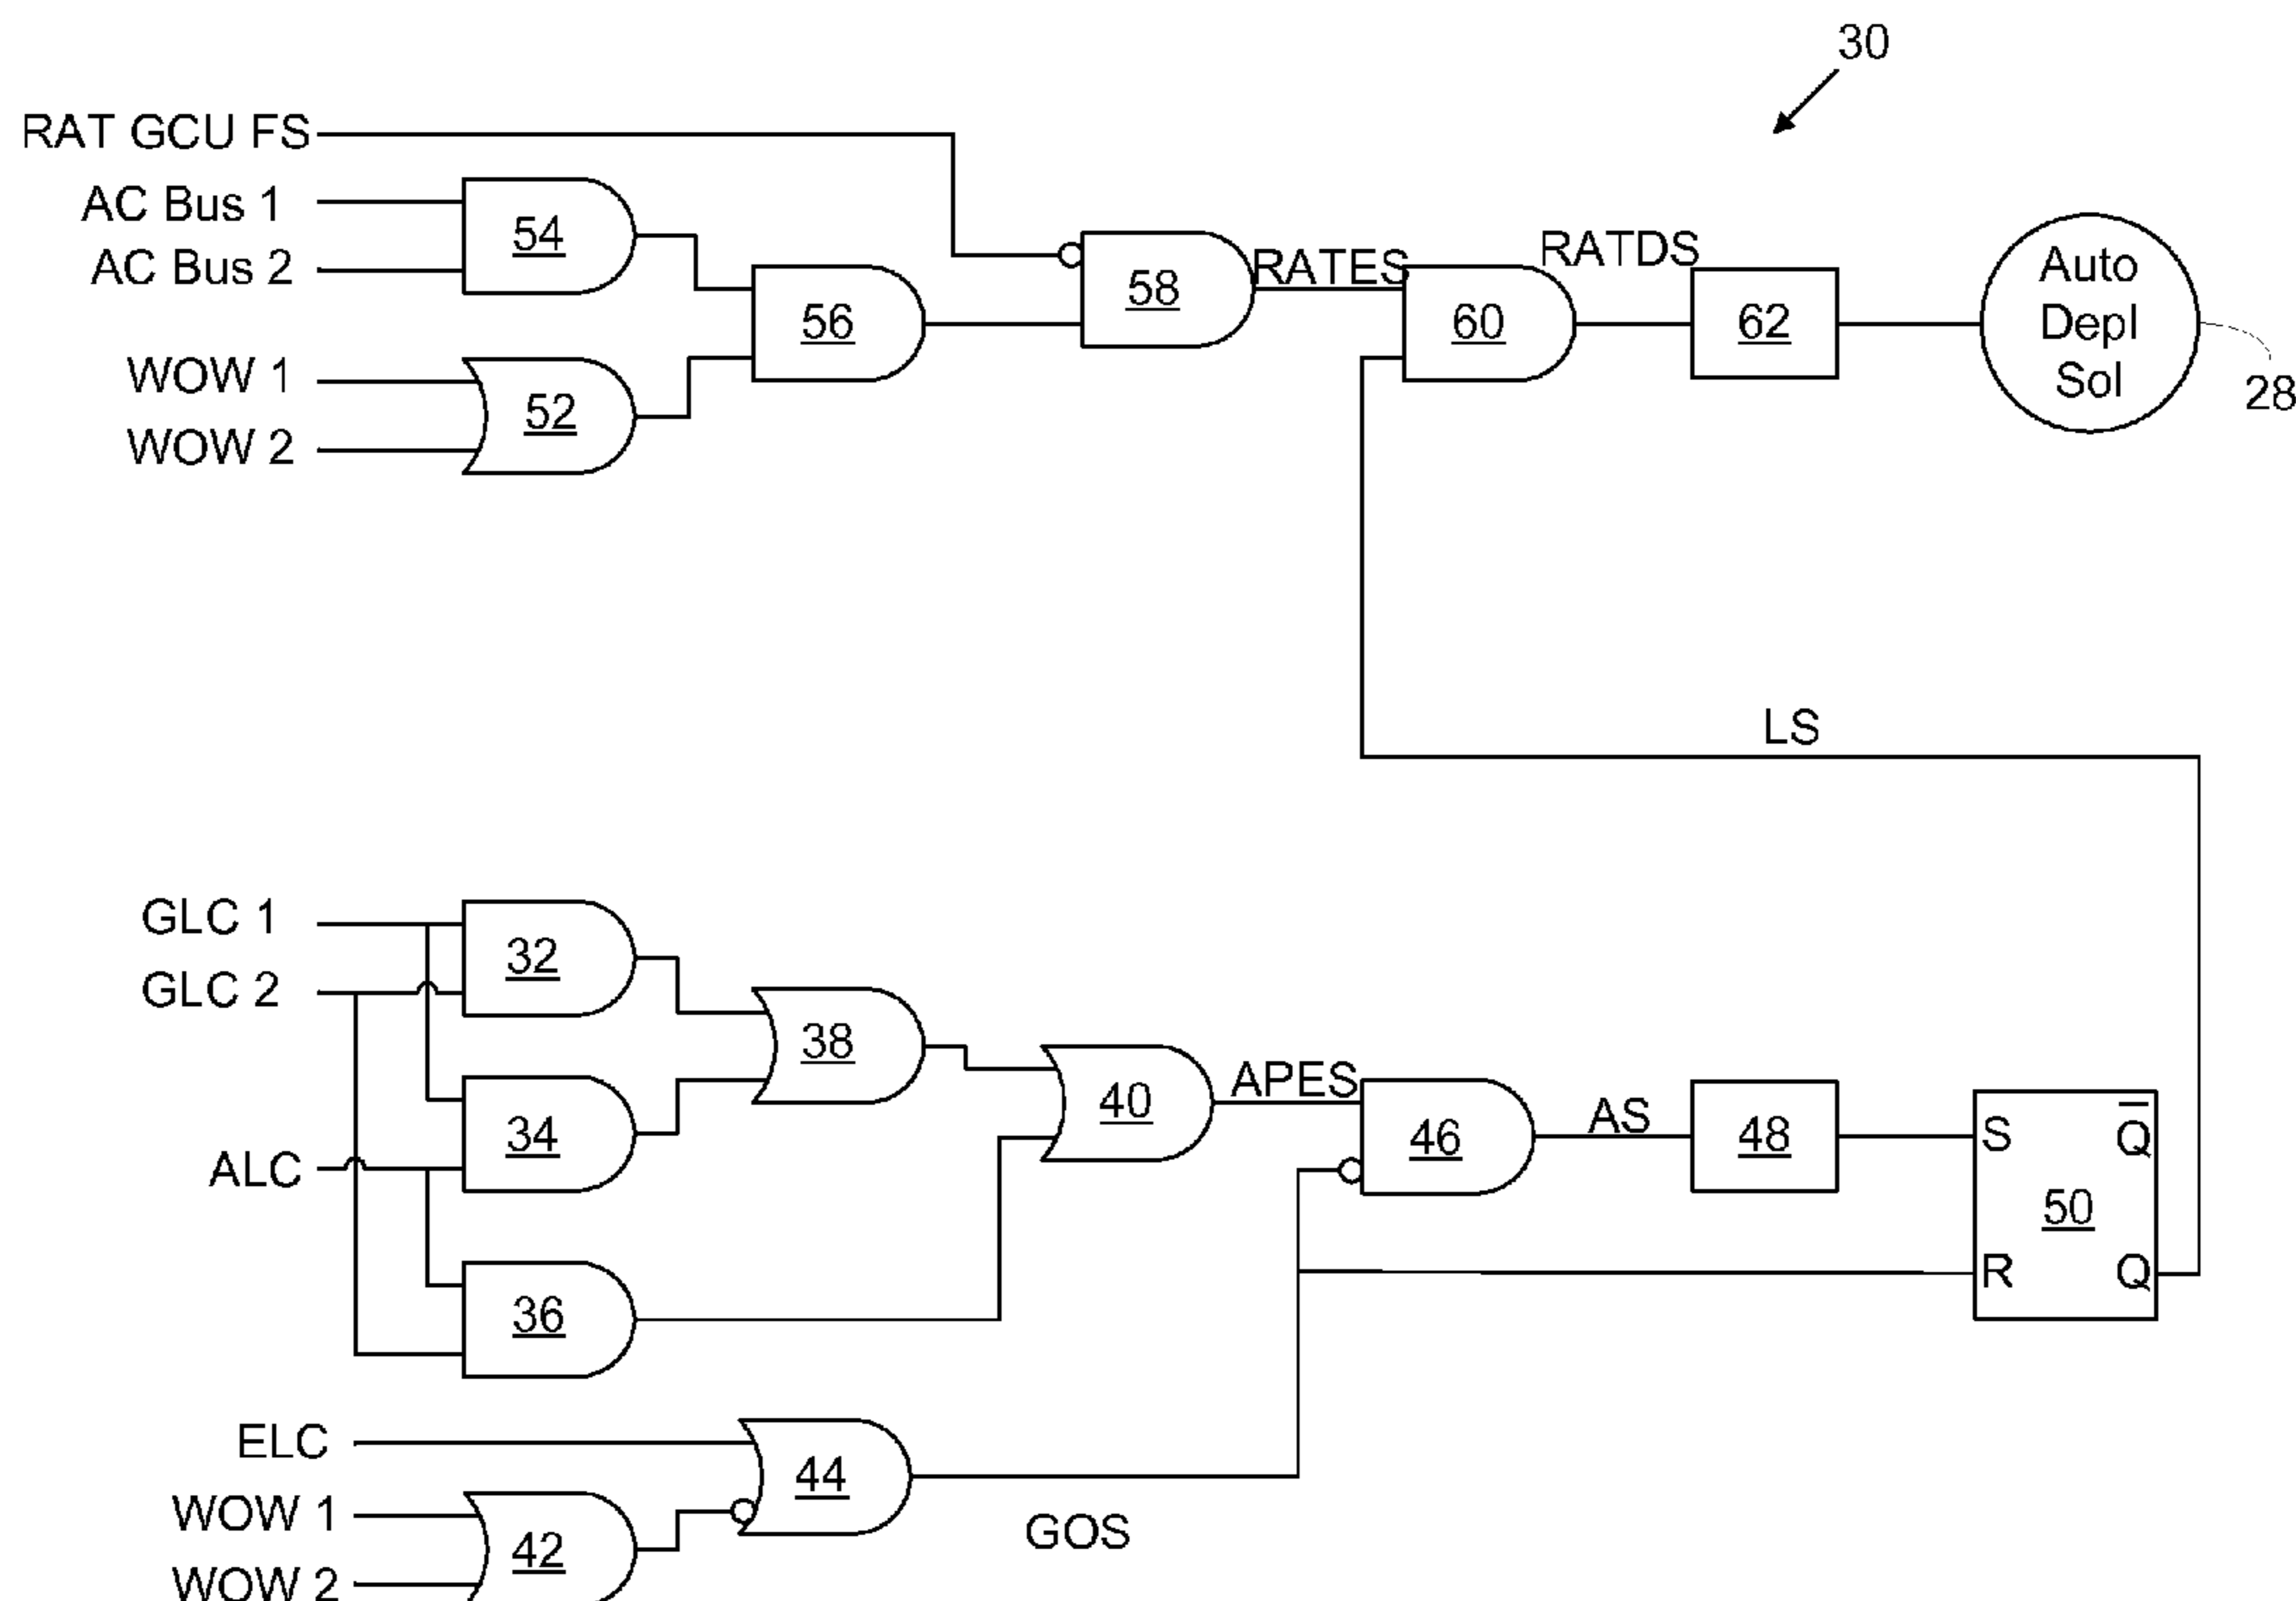 30
RAT GCU FS
AC Bus 1
AC Bus 2
WOW 1
WOW 2
54
52
56
58
RATES
60
RATDS
62
Auto
Depl
Sol
28
LS
GLC 1
GLC 2
ALC
32
34
36
38
40
APES
46
AS
48
S
R
Q
Q
50
ELC
WOW 1
WOW 2
42
44
GOS